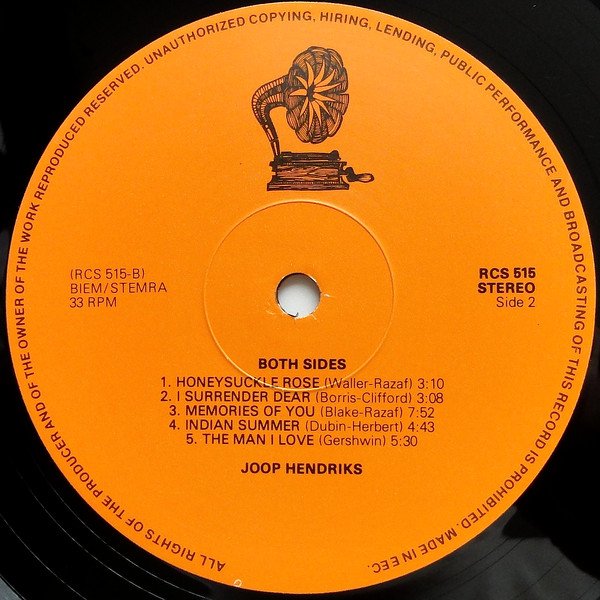 ALL RIGHTS OF THE PRODUCER AND OF THE OWNER OF THE WORK REPRODUCED RESERVED. UNAUTHORIZED COPYING, HIRING, LENDING, PUBLIC PERFORMANCE AND BROADCASTING OF THIS RECORD IS PROHIBITED. MADE IN EEC.
(RCS 515-B)
BIEM/STEMRA
33 RPM
RCS 515
STEREO
Side 2
BOTH SIDES
1. HONEYSUCKLE ROSE (Waller-Razaf) 3:10
2. I SURRENDER DEAR (Borris-Clifford) 3:08
3. MEMORIES OF YOU (Blake-Razaf) 7:52
4. INDIAN SUMMER (Dubin-Herbert) 4:43
5. THE MAN I LOVE (Gershwin) 5:30
JOOP HENDRIKS